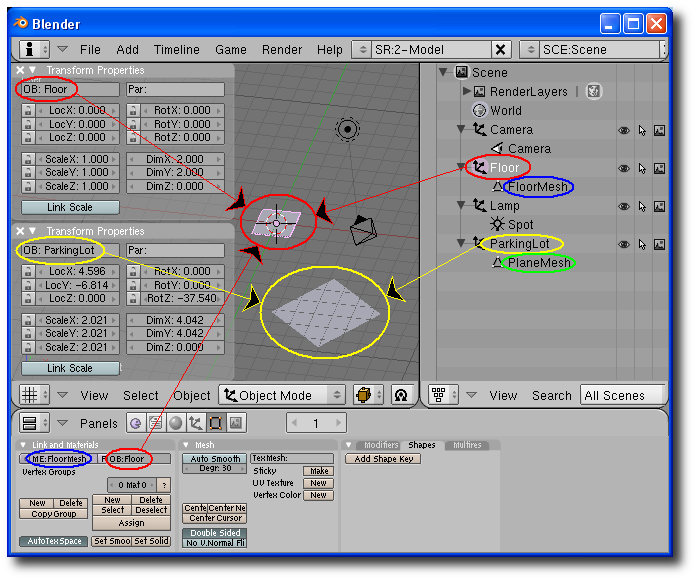 Blender
File Add Timeline Game Render Help SR:2-Model SCE:Scene
Transform Properties
OB: Floor Par:
LocX: 0.000 RotX: 0.000
LocY: 0.000 RotY: 0.000
LocZ: 0.000 RotZ: 0.000
ScaleX: 1.000 DimX: 2.000
ScaleY: 1.000 DimY: 2.000
ScaleZ: 1.000 DimZ: 0.000
Link Scale
Transform Properties
OB: ParkingLot Par:
LocX: 4.596 RotX: 0.000
LocY: -6.814 RotY: 0.000
LocZ: 0.000 RotZ: -37.540
ScaleX: 2.021 DimX: 4.042
ScaleY: 2.021 DimY: 4.042
ScaleZ: 2.021 DimZ: 0.000
Link Scale
Scene
RenderLayers
World
Camera
Camera
Floor
FloorMesh
Lamp
Spot
ParkingLot
PlaneMesh
View Select Object Object Mode
View Search All Scenes
Panels 1
Link and Materials
ME:FloorMesh F OB:Floor
Vertex Groups
0 Mat 0 ?
New Delete New Delete
Copy Group Select Deselect
Assign
AutoTexSpace Set Smoo Set Solid
Mesh
Auto Smooth TexMesh:
Degr: 30 Sticky Make
UV Texture New
Vertex Color New
Cente Center Ne
Center Cursor
Double Sided
No V.Normal Fli
Modifiers Shapes Multires
Add Shape Key